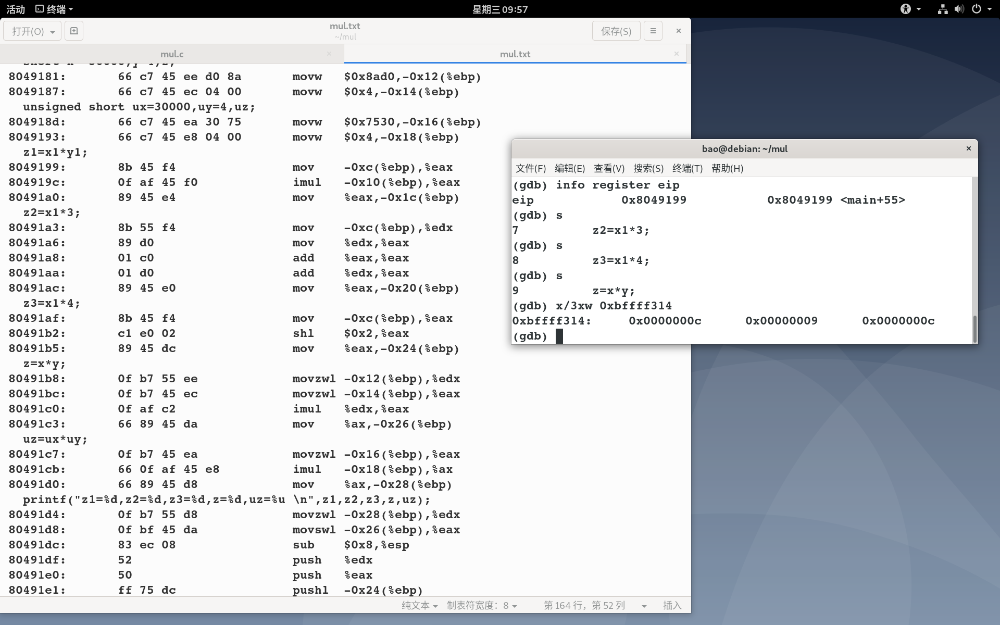 活动 终端
星期三 09:57
打开(O)
mul.txt
~/mul
保存(S)
mul.c
mul.txt
8049181: 66 c7 45 ee d0 8a movw $0x8ad0,-0x12(%ebp)
8049187: 66 c7 45 ec 04 00 movw $0x4,-0x14(%ebp)
unsigned short ux=30000,uy=4,uz;
804918d: 66 c7 45 ea 30 75 movw $0x7530,-0x16(%ebp)
8049193: 66 c7 45 e8 04 00 movw $0x4,-0x18(%ebp)
z1=x1*y1;
8049199: 8b 45 f4 mov -0xc(%ebp),%eax
804919c: 0f af 45 f0 imul -0x10(%ebp),%eax
80491a0: 89 45 e4 mov %eax,-0x1c(%ebp)
z2=x1*3;
80491a3: 8b 55 f4 mov -0xc(%ebp),%edx
80491a6: 89 d0 mov %edx,%eax
80491a8: 01 c0 add %eax,%eax
80491aa: 01 d0 add %edx,%eax
80491ac: 89 45 e0 mov %eax,-0x20(%ebp)
z3=x1*4;
80491af: 8b 45 f4 mov -0xc(%ebp),%eax
80491b2: c1 e0 02 shl $0x2,%eax
80491b5: 89 45 dc mov %eax,-0x24(%ebp)
z=x*y;
80491b8: 0f b7 55 ee movzwl -0x12(%ebp),%edx
80491bc: 0f b7 45 ec movzwl -0x14(%ebp),%eax
80491c0: 0f af c2 imul %edx,%eax
80491c3: 66 89 45 da mov %ax,-0x26(%ebp)
uz=ux*uy;
80491c7: 0f b7 45 ea movzwl -0x16(%ebp),%eax
80491cb: 66 0f af 45 e8 imul -0x18(%ebp),%ax
80491d0: 66 89 45 d8 mov %ax,-0x28(%ebp)
printf("z1=%d,z2=%d,z3=%d,z=%d,uz=%u \n",z1,z2,z3,z,uz);
80491d4: 0f b7 55 d8 movzwl -0x28(%ebp),%edx
80491d8: 0f bf 45 da movswl -0x26(%ebp),%eax
80491dc: 83 ec 08 sub $0x8,%esp
80491df: 52 push %edx
80491e0: 50 push %eax
80491e1: ff 75 dc pushl -0x24(%ebp)
纯文本 制表符宽度：8 第 164 行，第 52 列 插入
bao@debian: ~/mul
文件(F) 编辑(E) 查看(V) 搜索(S) 终端(T) 帮助(H)
(gdb) info register eip
eip 0x8049199 0x8049199 <main+55>
(gdb) s
7 z2=x1*3;
(gdb) s
8 z3=x1*4;
(gdb) s
9 z=x*y;
(gdb) x/3xw 0xbffff314
0xbffff314: 0x0000000c 0x00000009 0x0000000c
(gdb)